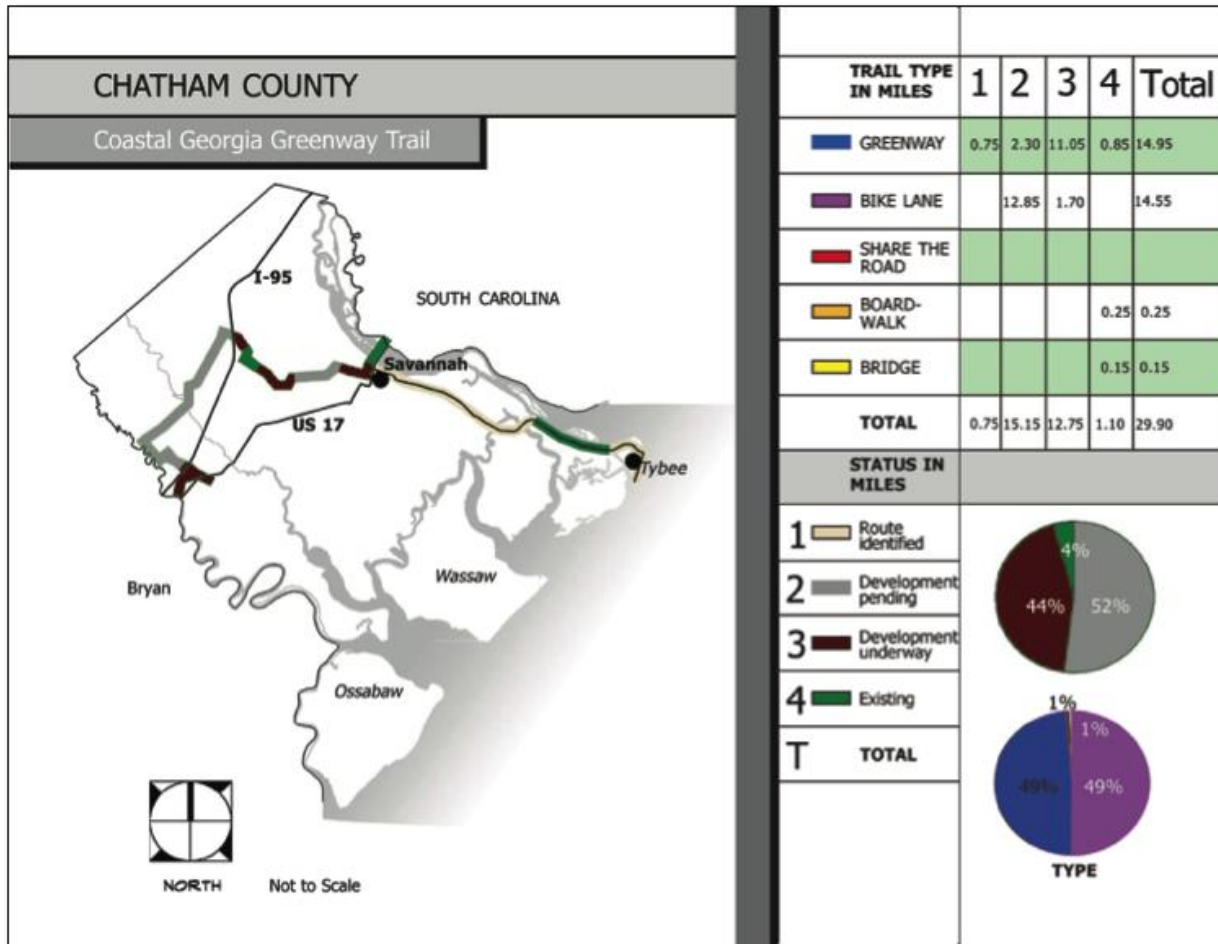 CHATHAM COUNTY
Coastal Georgia Greenway Trail
I-95
SOUTH CAROLINA
Savannah
US 17
Tybee
Bryan
Wassaw
Ossabaw
NORTH
Not to Scale
TRAIL TYPE IN MILES 1 2 3 4 Total
GREENWAY 0.75 2.30 11.05 0.85 14.95
BIKE LANE 12.85 1.70 14.55
SHARE THE
ROAD
BOARD-
WALK 0.25 0.25
BRIDGE 0.15 0.15
TOTAL 0.75 15.15 12.75 1.10 29.90
STATUS IN
MILES
1 Route
identified
2 Development
pending
3 Development
underway
4 Existing
T TOTAL
4%
44% 52%
1%
1%
49% 49%
TYPE